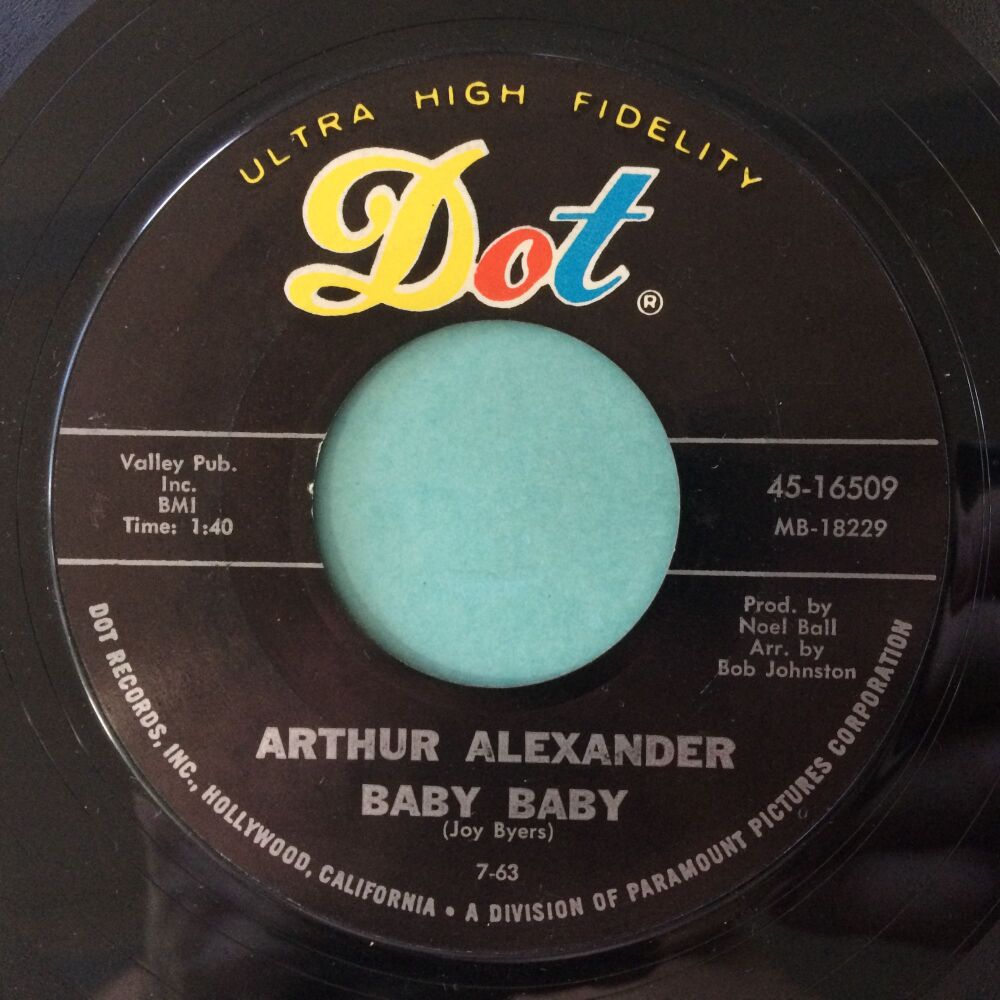 ULTRA HIGH FIDELITY
Dot®
Valley Pub.
Inc.
BMI
Time: 1:40
45-16509
MB-18229
Prod. by
Noel Ball
Arr. by
Bob Johnston
ARTHUR ALEXANDER
BABY BABY
(Joy Byers)
7-63
DOT RECORDS, INC., HOLLYWOOD, CALIFORNIA • A DIVISION OF PARAMOUNT PICTURES CORPORATION